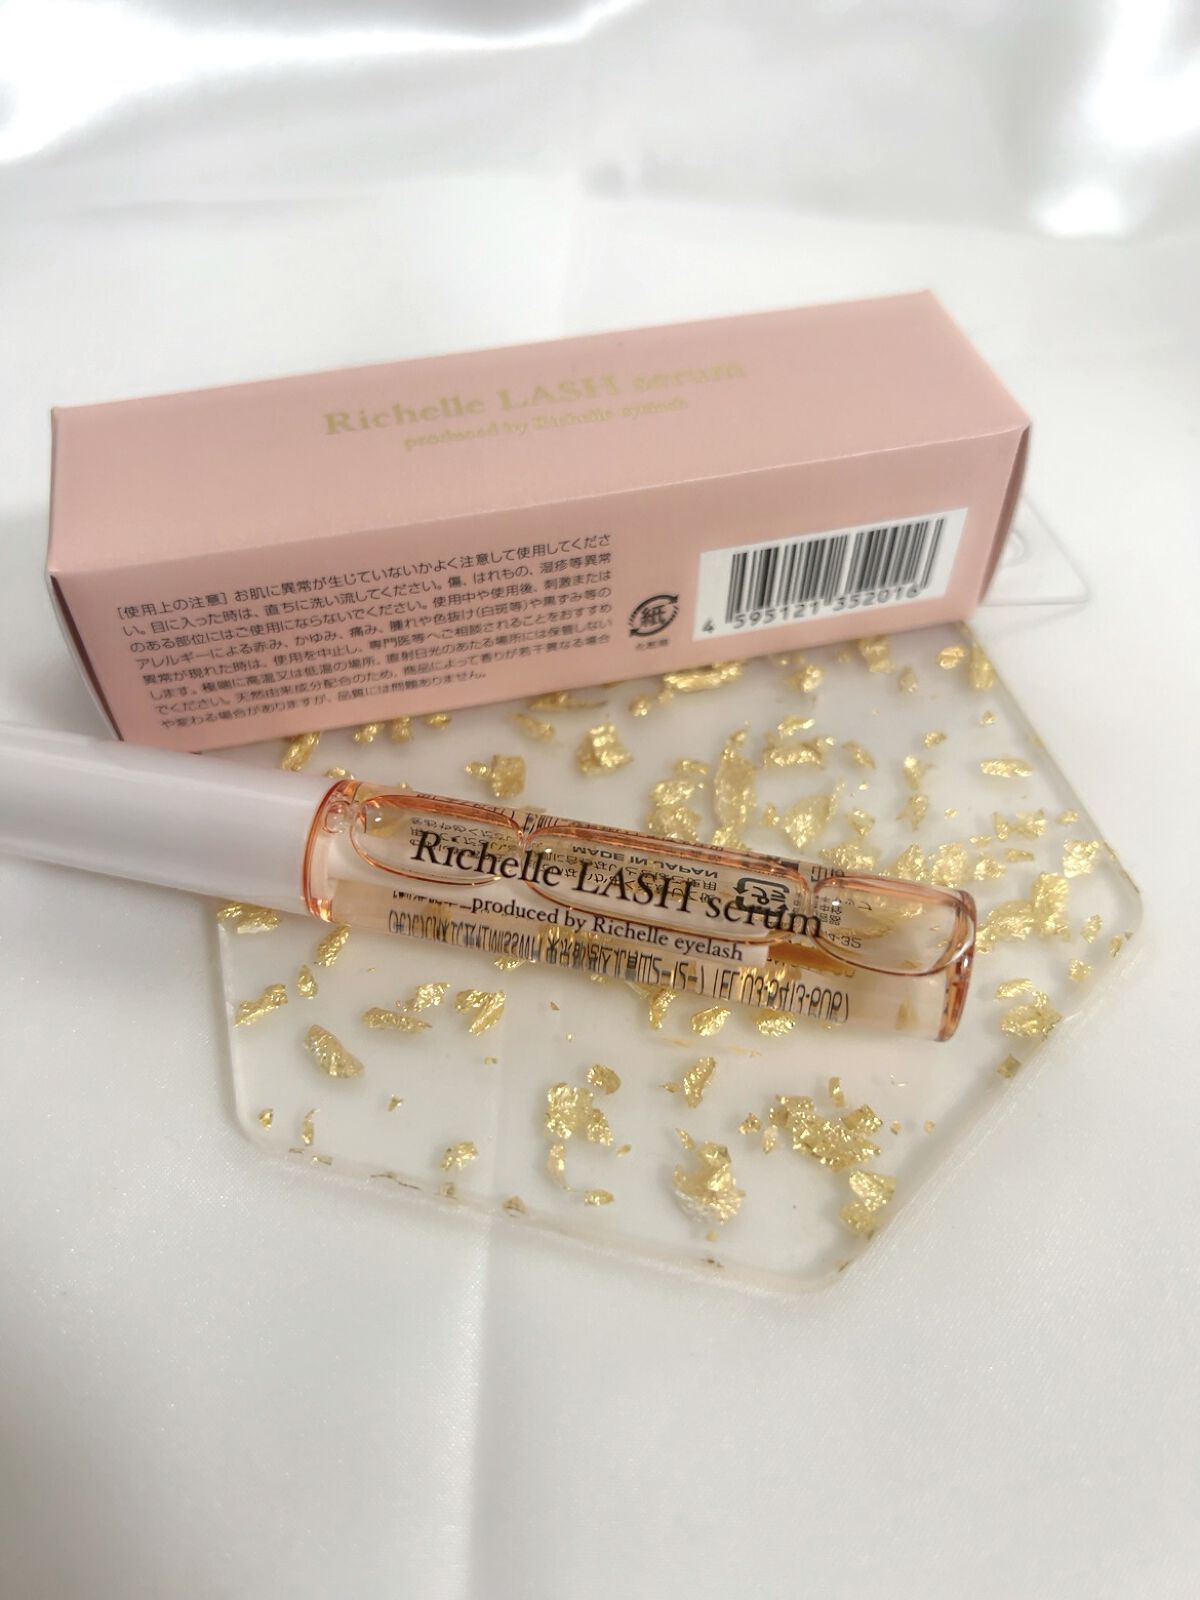 Richelle LASH serum
produced by Richelle eyelash
[使用上の注意] お肌に異常が生じていないかよく注意して使用してくださ
い。目に入った時は、直ちに洗い流してください。傷、はれもの、湿疹等異常
のある部位にはご使用にならないでください。使用中や使用後、刺激または
アレルギーによる赤み、かゆみ、痛み、腫れや色抜け(白斑等)や黒ずみ等の
異常が現れた時は、使用を中止し、専門医等へご相談されることをおすすめ
します。極端に高温又は低温の場所、直射日光のあたる場所には保管しない
でください。天然由来成分配合のため、商品によって香りが若干異なる場合
や変わる場合がありますが、品質には問題ありません。
紙
化粧箱
4 595121 352016
MADE IN JAPAN
プラ
Richelle LASH serum
produced by Richelle eyelash